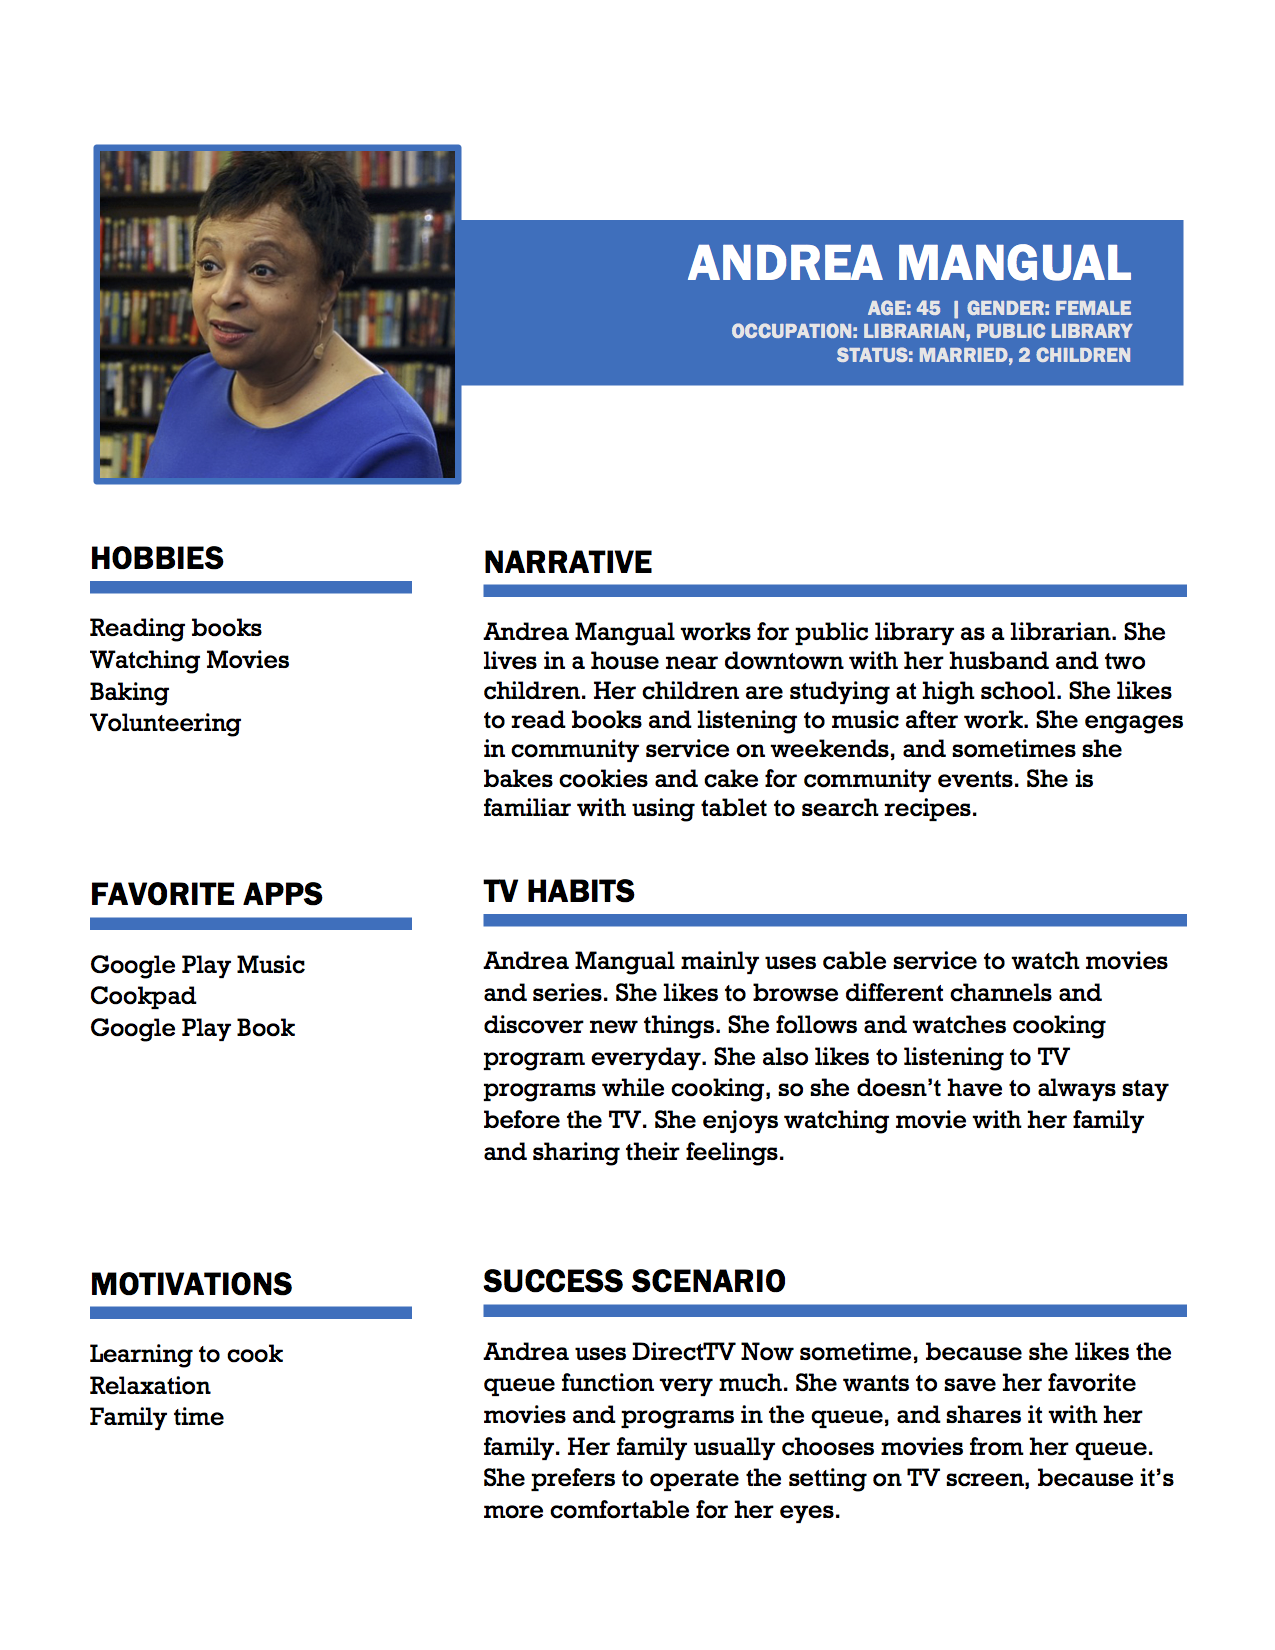 ANDREA MANGUAL
AGE: 45 | GENDER: FEMALE
OCCUPATION: LIBRARIAN, PUBLIC LIBRARY
STATUS: MARRIED, 2 CHILDREN
HOBBIES
Reading books
Watching Movies
Baking
Volunteering
NARRATIVE
Andrea Mangual works for public library as a librarian. She
lives in a house near downtown with her husband and two
children. Her children are studying at high school. She likes
to read books and listening to music after work. She engages
in community service on weekends, and sometimes she
bakes cookies and cake for community events. She is
familiar with using tablet to search recipes.
FAVORITE APPS
Google Play Music
Cookpad
Google Play Book
TV HABITS
Andrea Mangual mainly uses cable service to watch movies
and series. She likes to browse different channels and
discover new things. She follows and watches cooking
program everyday. She also likes to listening to TV
programs while cooking, so she doesn’t have to always stay
before the TV. She enjoys watching movie with her family
and sharing their feelings.
MOTIVATIONS
Learning to cook
Relaxation
Family time
SUCCESS SCENARIO
Andrea uses DirectTV Now sometime, because she likes the
queue function very much. She wants to save her favorite
movies and programs in the queue, and shares it with her
family. Her family usually chooses movies from her queue.
She prefers to operate the setting on TV screen, because it’s
more comfortable for her eyes.